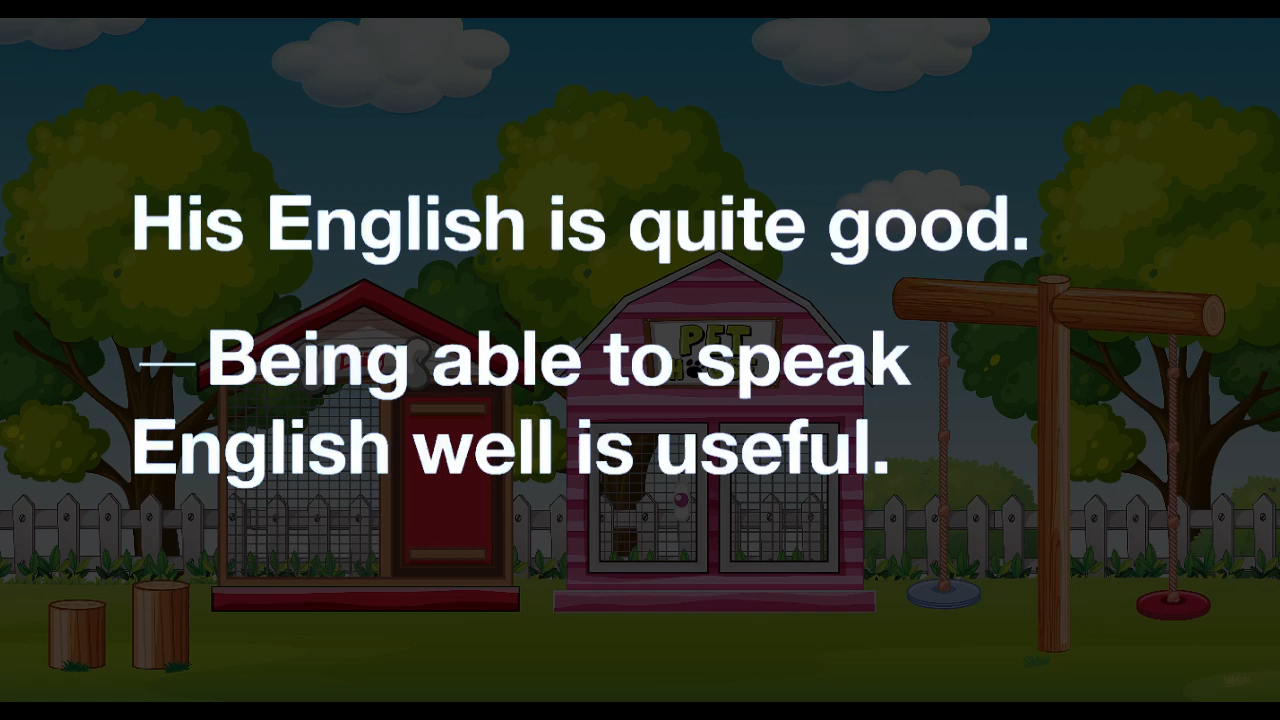 His English is quite good.
—Being able to speak
English well is useful.
PET